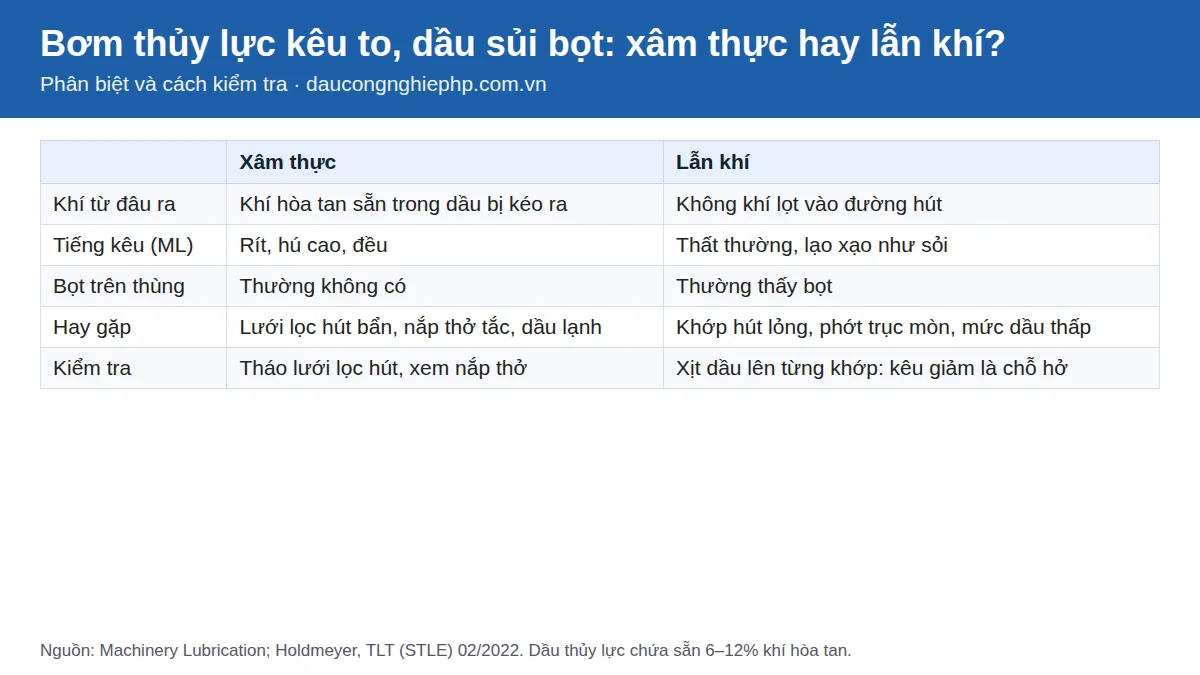 Bơm thủy lực kêu to, dầu sủi bọt: xâm thực hay lẫn khí?
Phân biệt và cách kiểm tra · daucongnghiephp.com.vn
Xâm thực Lẫn khí
Khí từ đâu ra Khí hòa tan sẵn trong dầu bị kéo ra Không khí lọt vào đường hút
Tiếng kêu (ML) Rít, hú cao, đều Thất thường, lạo xạo như sỏi
Bọt trên thùng Thường không có Thường thấy bọt
Hay gặp Lưới lọc hút bẩn, nắp thở tắc, dầu lạnh Khớp hút lỏng, phớt trục mòn, mức dầu thấp
Kiểm tra Tháo lưới lọc hút, xem nắp thở Xịt dầu lên từng khớp: kêu giảm là chỗ hở
Nguồn: Machinery Lubrication; Holdmeyer, TLT (STLE) 02/2022. Dầu thủy lực chứa sẵn 6–12% khí hòa tan.